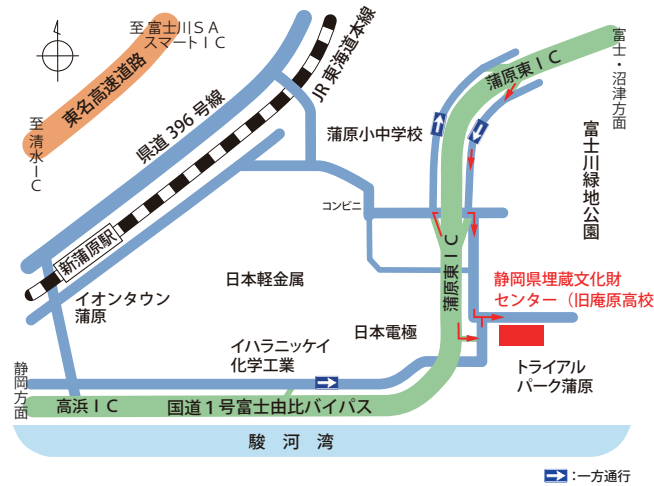 至 富士川ＳＡ
スマートＩＣ
東名高速道路
至 清水ＩＣ
県道 396 号線
JR 東海道本線
新蒲原駅
蒲原小中学校
コンビニ
蒲原東ＩＣ
富士・沼津方面
富士川緑地公園
蒲原東ＩＣ
イオンタウン
蒲原
日本軽金属
静岡県埋蔵文化財
センター（旧庵原高校
日本電極
イハラニッケイ
化学工業
トライアル
パーク蒲原
静岡方面
高浜ＩＣ
国道１号富士由比バイパス
駿河湾
：一方通行